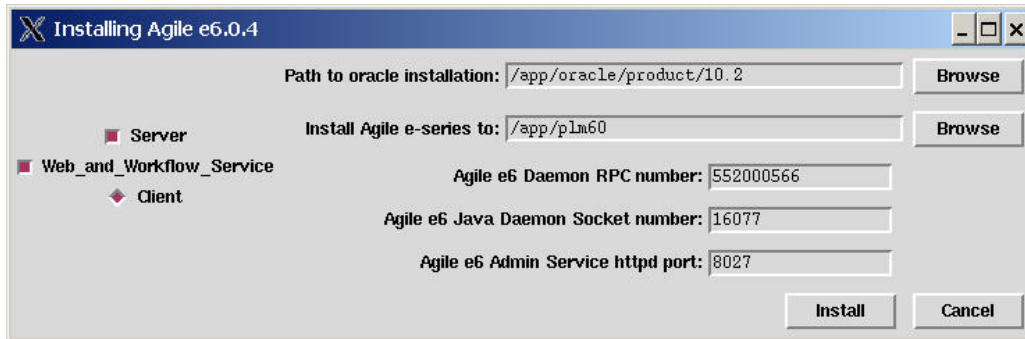 Installing Agile e6.0.4
Path to oracle installation: /app/oracle/product/10.2 Browse
Install Agile e-series to: /app/plm60 Browse
Server
Web_and_Workflow_Service
Client
Agile e6 Daemon RPC number: 552000566
Agile e6 Java Daemon Socket number: 16077
Agile e6 Admin Service httpd port: 8027
Install Cancel